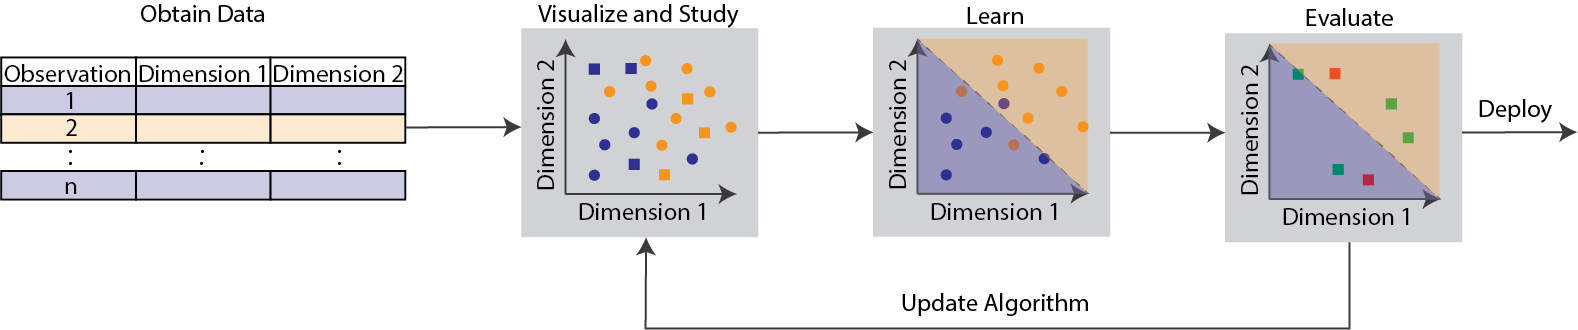 Obtain Data
Observation Dimension 1 Dimension 2
1
2
: : :
n
Visualize and Study
Dimension 2
Dimension 1
Learn
Dimension 2
Dimension 1
Evaluate
Dimension 2
Dimension 1
Deploy
Update Algorithm